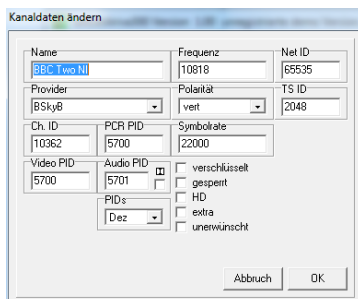 Kanaldaten ändern
Name Frequenz Net ID
BBC Two NI 10818 65535
Provider Polarität TS ID
BSkyB vert 2048
Ch. ID PCR PID Symbolrate
10362 5700 22000
Video PID Audio PID
5700 5701
verschlüsselt
gesperrt
HD
extra
unerwünscht
PIDs
Dez
Abbruch OK